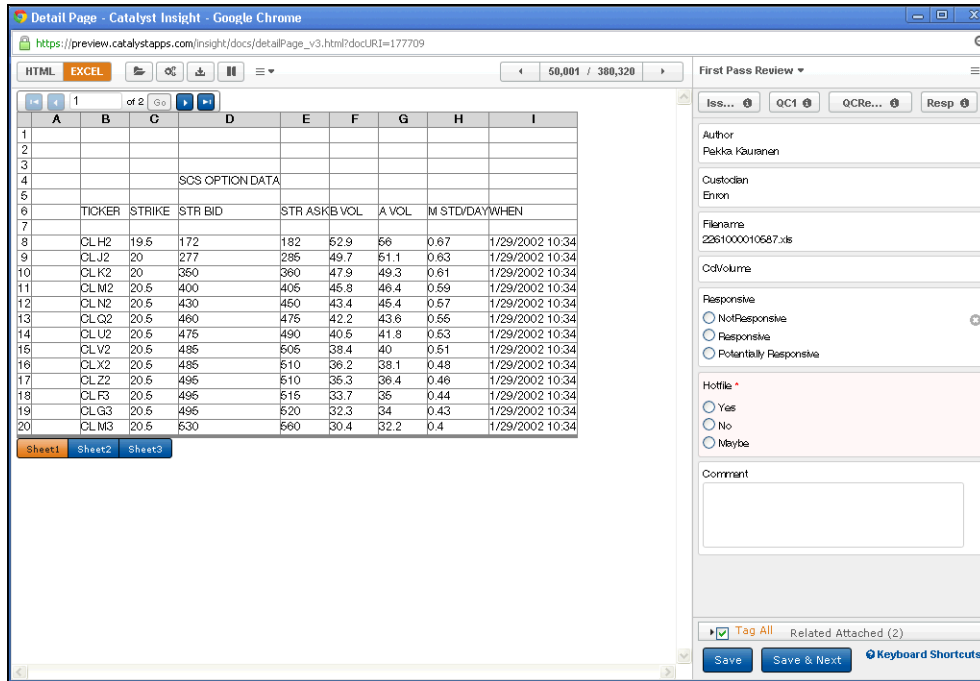 Detail Page - Catalyst Insight - Google Chrome
https://preview.catalystapps.com/insight/docs/detailPage_v3.html?docURI=177709
HTML EXCEL 50,001 / 380,320 First Pass Review
1 of 2 Go
Iss... QC1 QCRe... Resp
A B C D E F G H I
1
2
3
4 SCS OPTION DATA
5
6 TICKER STRIKE STR BID STR ASK B VOL A VOL M STD/DAY WHEN
7
8 CLH2 19.5 172 182 52.9 56 0.67 1/29/2002 10:34
9 CLJ2 20 277 285 49.7 51.1 0.63 1/29/2002 10:34
10 CLK2 20 350 360 47.9 49.3 0.61 1/29/2002 10:34
11 CLM2 20.5 400 405 45.8 46.4 0.59 1/29/2002 10:34
12 CLN2 20.5 430 450 43.4 45.4 0.57 1/29/2002 10:34
13 CLQ2 20.5 460 475 42.2 43.6 0.55 1/29/2002 10:34
14 CLU2 20.5 475 490 40.5 41.8 0.53 1/29/2002 10:34
15 CLV2 20.5 485 505 38.4 40 0.51 1/29/2002 10:34
16 CLX2 20.5 485 510 36.2 38.1 0.48 1/29/2002 10:34
17 CLZ2 20.5 495 510 35.3 36.4 0.46 1/29/2002 10:34
18 CLF3 20.5 495 515 33.7 35 0.44 1/29/2002 10:34
19 CLG3 20.5 495 520 32.3 34 0.43 1/29/2002 10:34
20 CLM3 20.5 530 560 30.4 32.2 0.4 1/29/2002 10:34
Sheet1 Sheet2 Sheet3
Author
Pekka Kauranen
Custodian
Enron
Filename
2261000010587.xls
CdVolume
Responsive
NotResponsive
Responsive
Potentially Responsive
Hotfile *
Yes
No
Maybe
Comment
Tag All Related Attached (2)
Save Save & Next Keyboard Shortcuts